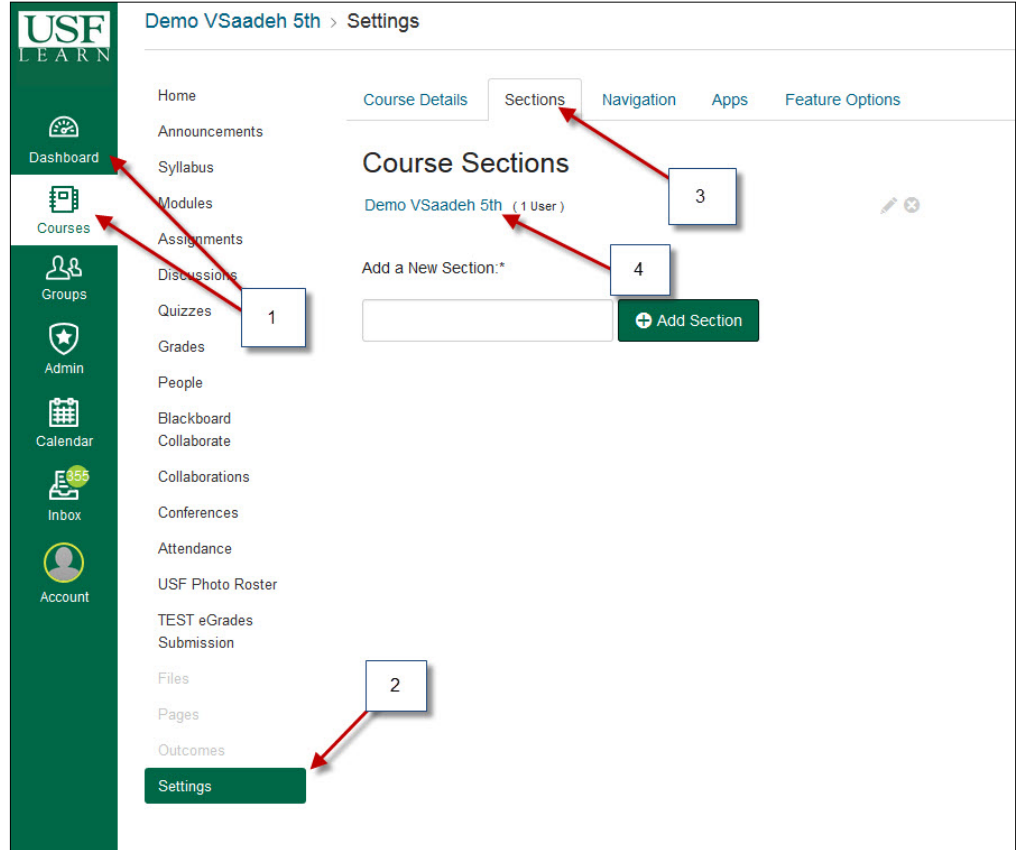 USF
LEARN
Dashboard
Courses
Groups
Admin
Calendar
355
Inbox
Account
Demo VSaadeh 5th > Settings
Home
Announcements
Syllabus
Modules
Assignments
Discussions
Quizzes
Grades
People
Blackboard
Collaborate
Collaborations
Conferences
Attendance
USF Photo Roster
TEST eGrades
Submission
Files
Pages
Outcomes
Settings
Course Details Sections Navigation Apps Feature Options
Course Sections
Demo VSaadeh 5th ( 1 User )
Add a New Section:*
Add Section
1
2
3
4